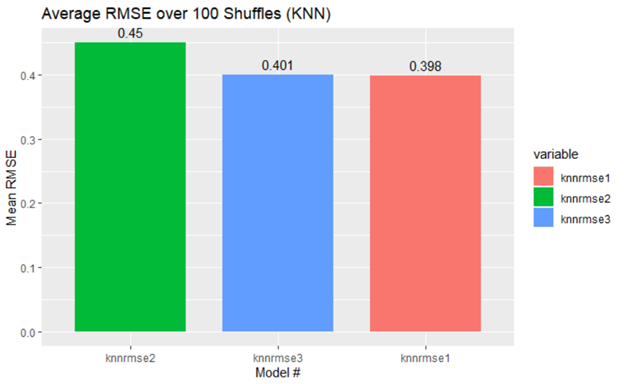 Average RMSE over 100 Shuffles (KNN)
0.45
0.401
0.398
0.4
0.3
0.2
0.1
0.0
Mean RMSE
knnrmse2
knnrmse3
knnrmse1
Model #
variable
knnrmse1
knnrmse2
knnrmse3